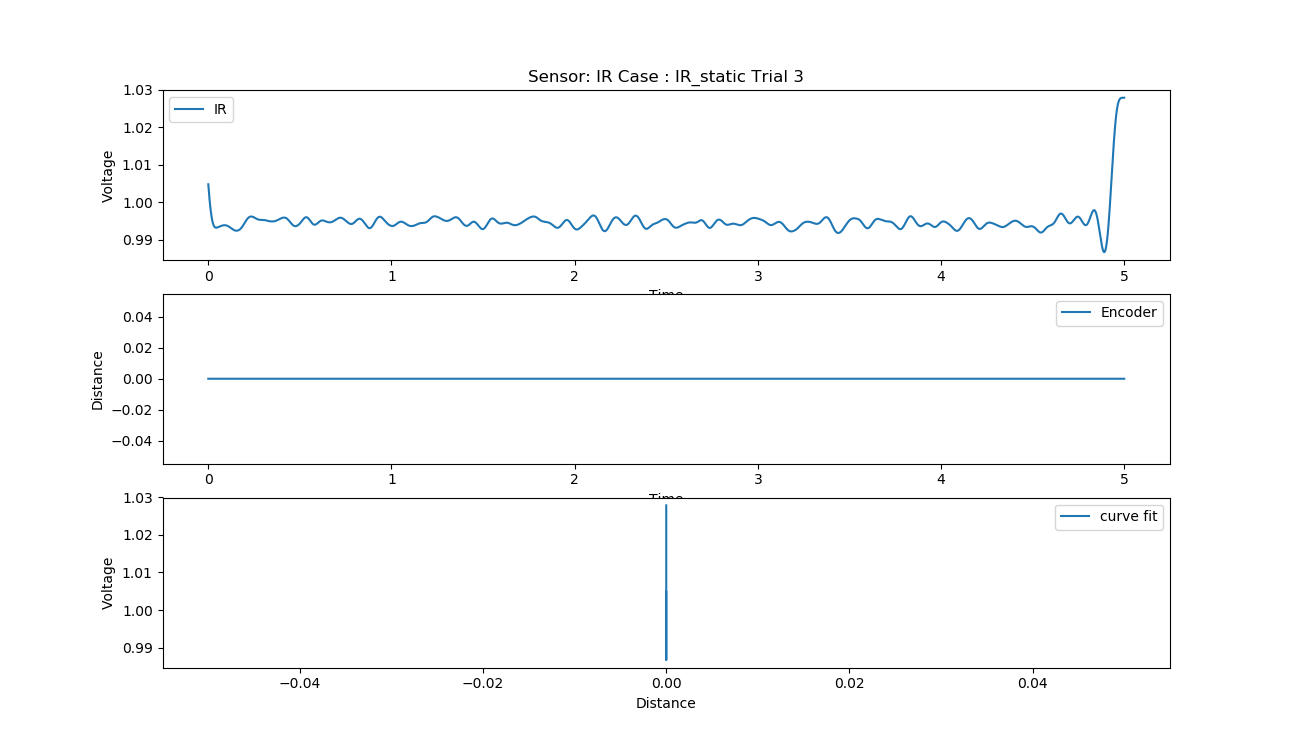 Sensor: IR Case : IR_static Trial 3
1.03
1.02
1.01
1.00
0.99
Voltage
IR
0 1 2 3 4 5
Time
0.04
0.02
0.00
−0.02
−0.04
Distance
Encoder
0 1 2 3 4 5
Time
1.03
1.02
1.01
1.00
0.99
Voltage
curve fit
−0.04 −0.02 0.00 0.02 0.04
Distance